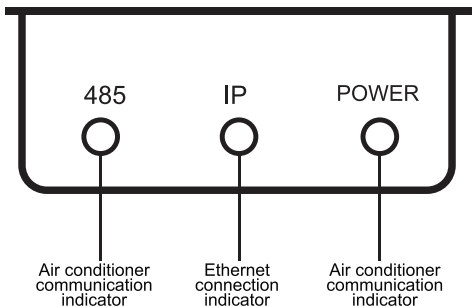 485 IP POWER
Air conditioner
communication
indicator
Ethernet
connection
indicator
Air conditioner
communication
indicator